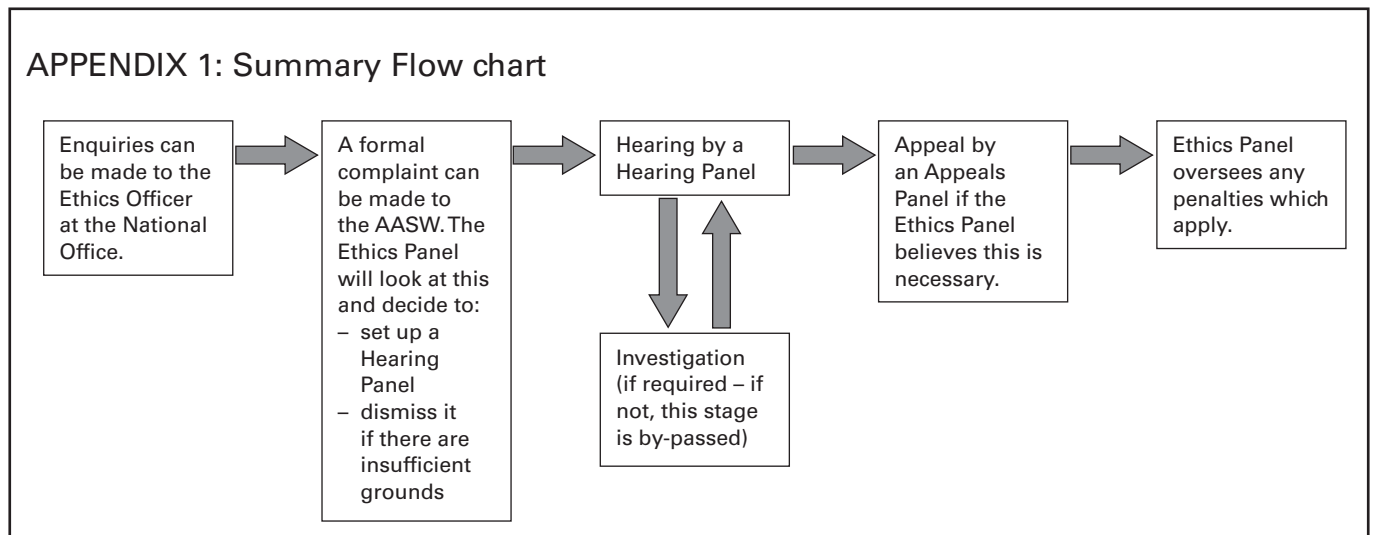 APPENDIX 1: Summary Flow chart
Enquiries can
be made to the
Ethics Officer
at the National
Office.
A formal
complaint can
be made to
the AASW. The
Ethics Panel
will look at this
and decide to:
– set up a
Hearing
Panel
– dismiss it
if there are
insufficient
grounds
Hearing by a
Hearing Panel
Investigation
(if required – if
not, this stage
is by-passed)
Appeal by
an Appeals
Panel if the
Ethics Panel
believes this is
necessary.
Ethics Panel
oversees any
penalties which
apply.